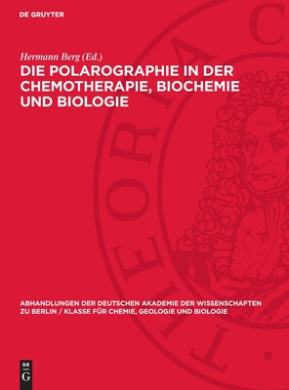 DE GRUYTER
Hermann Berg (Ed.)
DIE POLAROGRAPHIE IN DER
CHEMOTHERAPIE, BIOCHEMIE
UND BIOLOGIE
ABHANDLUNGEN DER DEUTSCHEN AKADEMIE DER WISSENSCHAFTEN
ZU BERLIN / KLASSE FÜR CHEMIE, GEOLOGIE UND BIOLOGIE
DE
G